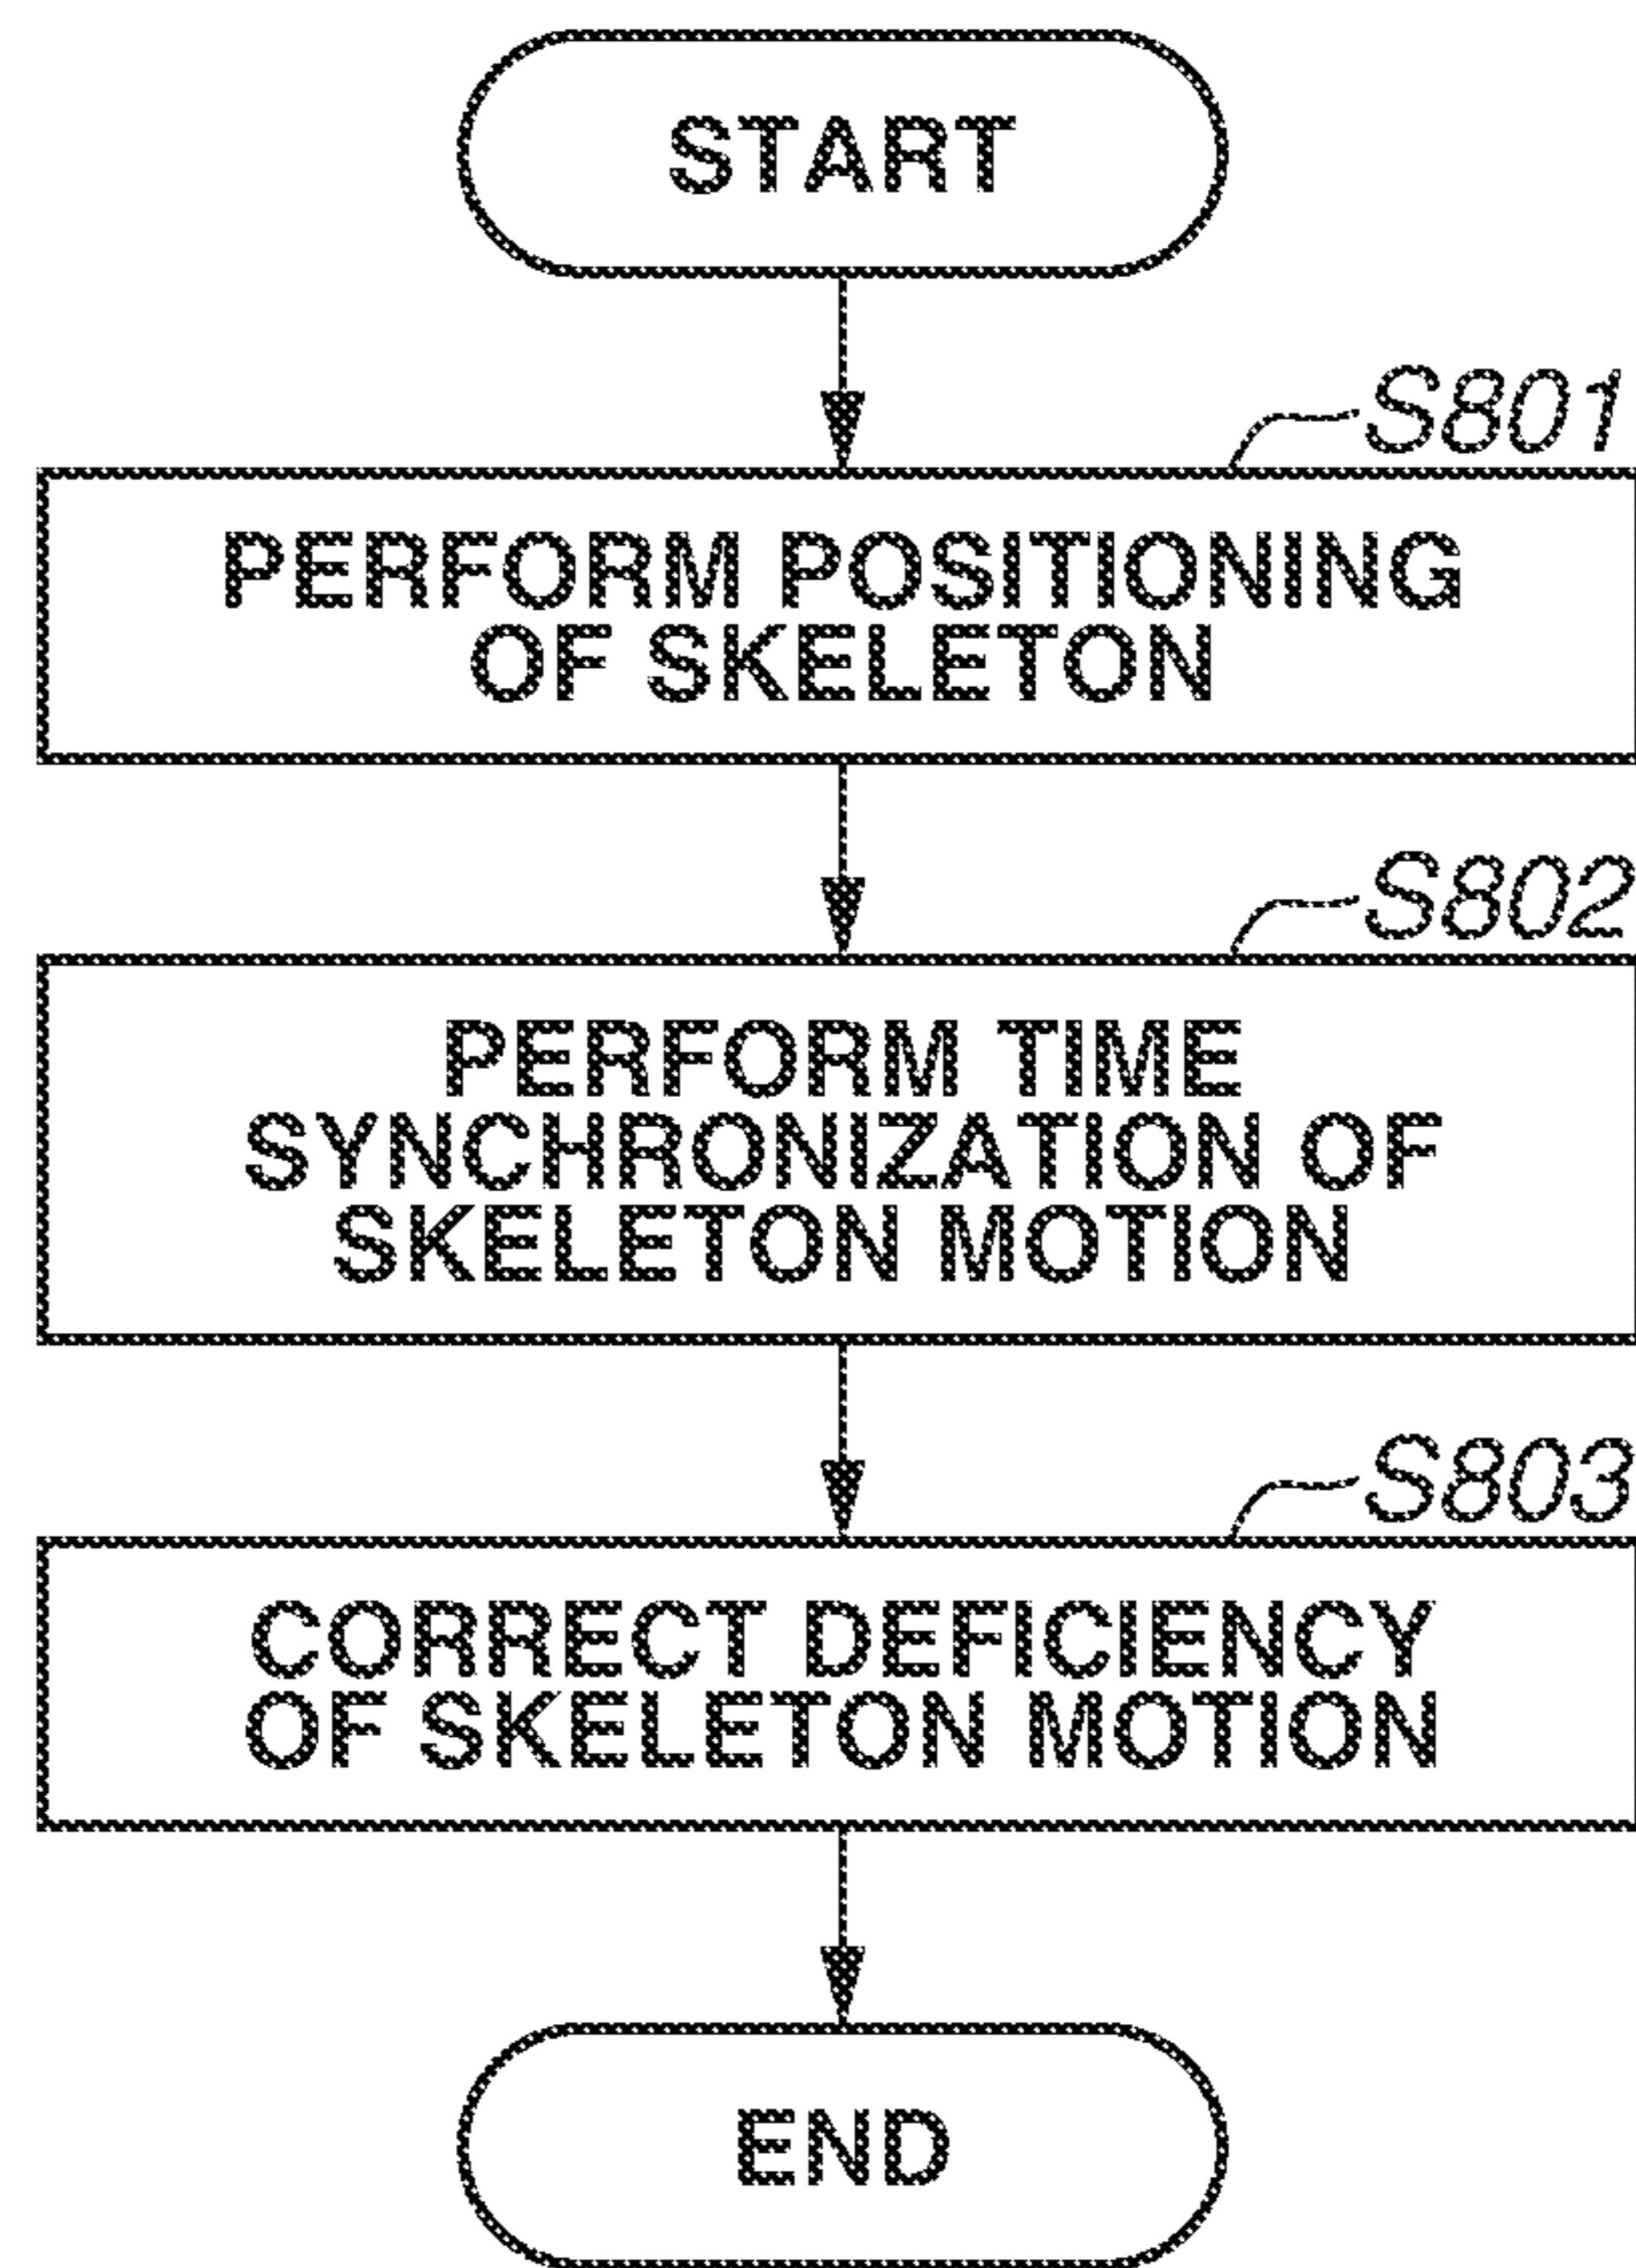 START
S801
PERFORM POSITIONING
OF SKELETON
S802
PERFORM TIME
SYNCHRONIZATION OF
SKELETON MOTION
S803
CORRECT DEFICIENCY
OF SKELETON MOTION
END